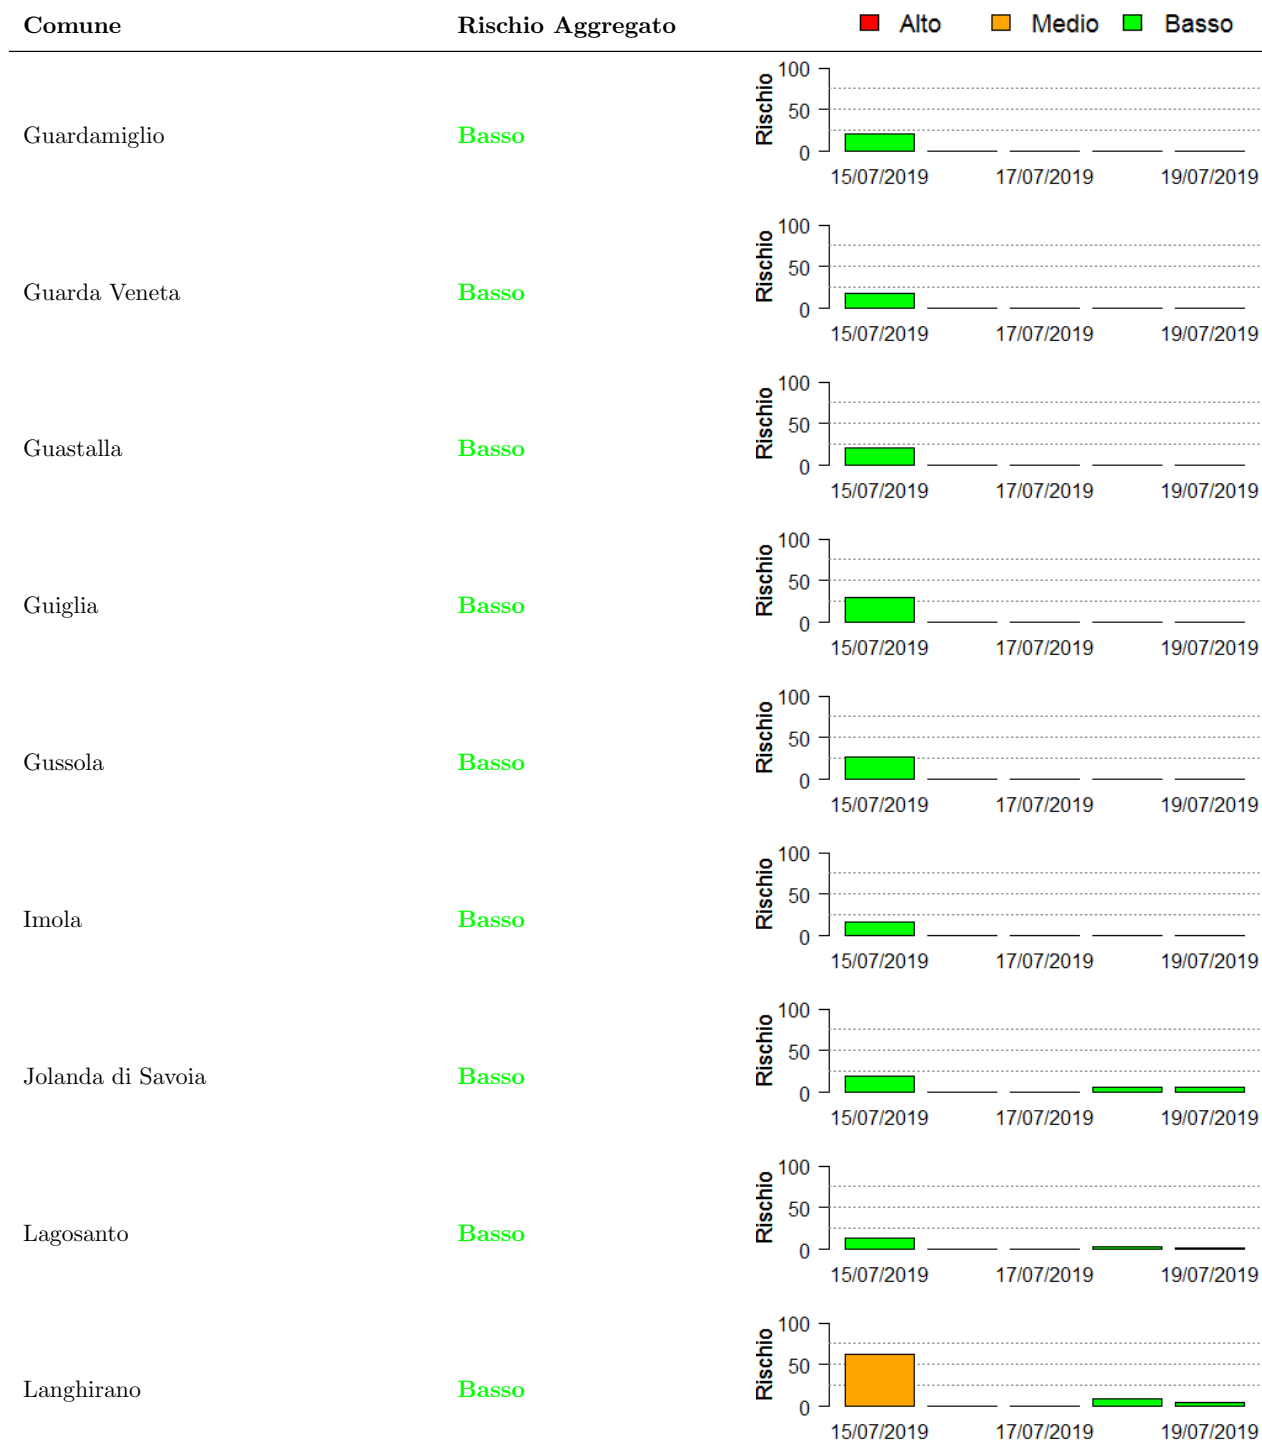 Comune Rischio Aggregato Alto Medio Basso
Guardamiglio Basso
Rischio
100
50
0
15/07/2019 17/07/2019 19/07/2019
Guarda Veneta Basso
Rischio
100
50
0
15/07/2019 17/07/2019 19/07/2019
Guastalla Basso
Rischio
100
50
0
15/07/2019 17/07/2019 19/07/2019
Guiglia Basso
Rischio
100
50
0
15/07/2019 17/07/2019 19/07/2019
Gussola Basso
Rischio
100
50
0
15/07/2019 17/07/2019 19/07/2019
Imola Basso
Rischio
100
50
0
15/07/2019 17/07/2019 19/07/2019
Jolanda di Savoia Basso
Rischio
100
50
0
15/07/2019 17/07/2019 19/07/2019
Lagosanto Basso
Rischio
100
50
0
15/07/2019 17/07/2019 19/07/2019
Langhirano Basso
Rischio
100
50
0
15/07/2019 17/07/2019 19/07/2019